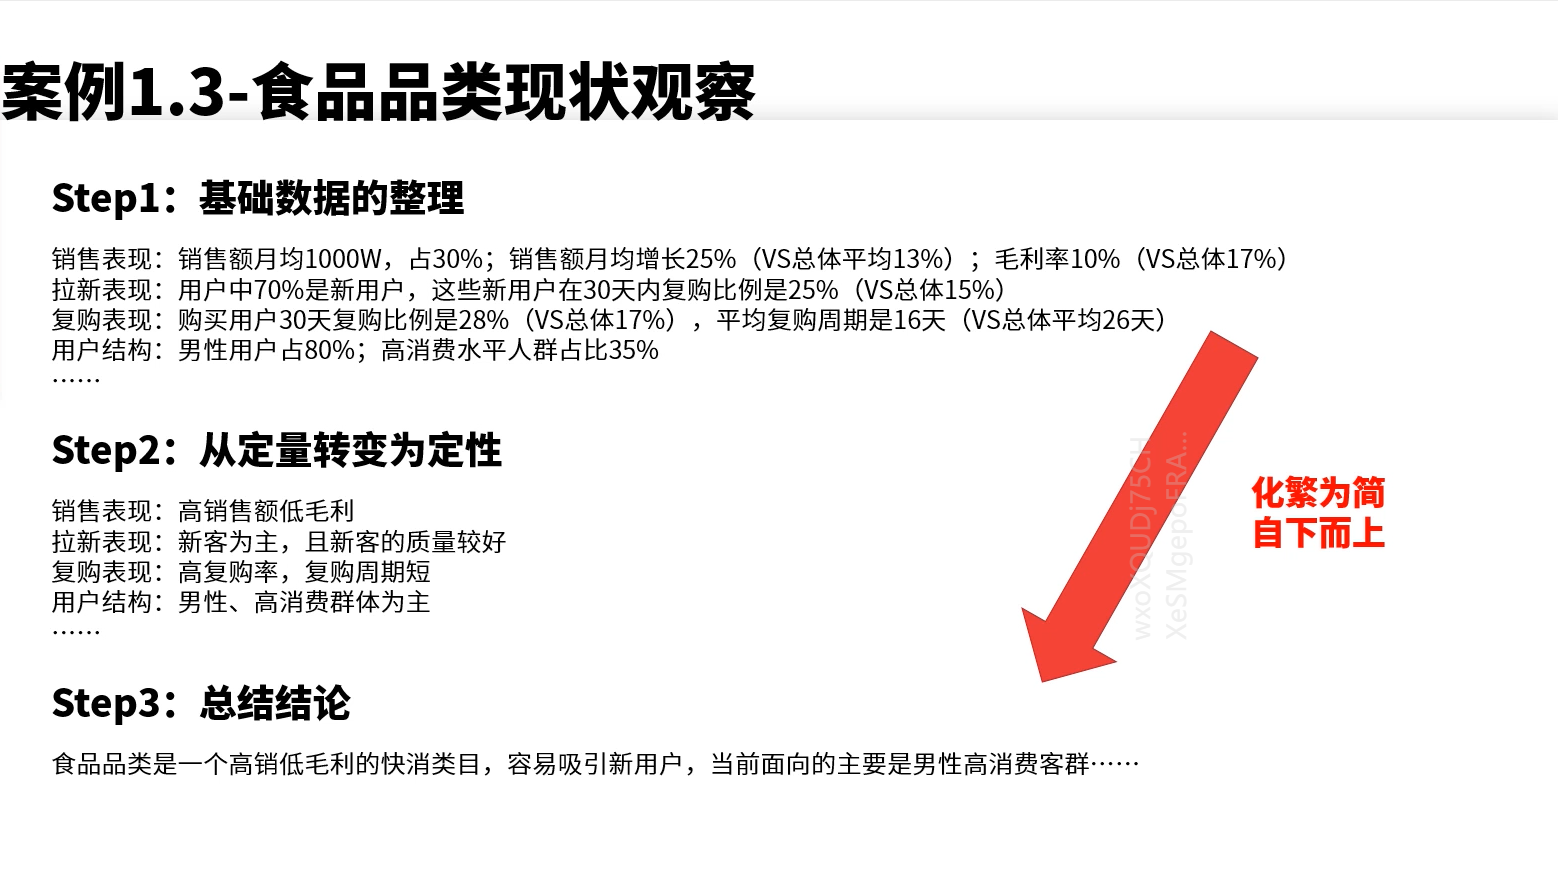 案例1.3-食品品类现状观察
Step1：基础数据的整理
销售表现：销售额月均1000W，占30%；销售额月均增长25%（VS总体平均13%）；毛利率10%（VS总体17%）
拉新表现：用户中70%是新用户，这些新用户在30天内复购比例是25%（VS总体15%）
复购表现：购买用户30天复购比例是28%（VS总体17%），平均复购周期是16天（VS总体平均26天）
用户结构：男性用户占80%；高消费水平人群占比35%
……
Step2：从定量转变为定性
销售表现：高销售额低毛利
拉新表现：新客为主，且新客的质量较好
复购表现：高复购率，复购周期短
用户结构：男性、高消费群体为主
……
化繁为简
自下而上
Step3：总结结论
食品品类是一个高销低毛利的快消类目，容易吸引新用户，当前面向的主要是男性高消费客群……